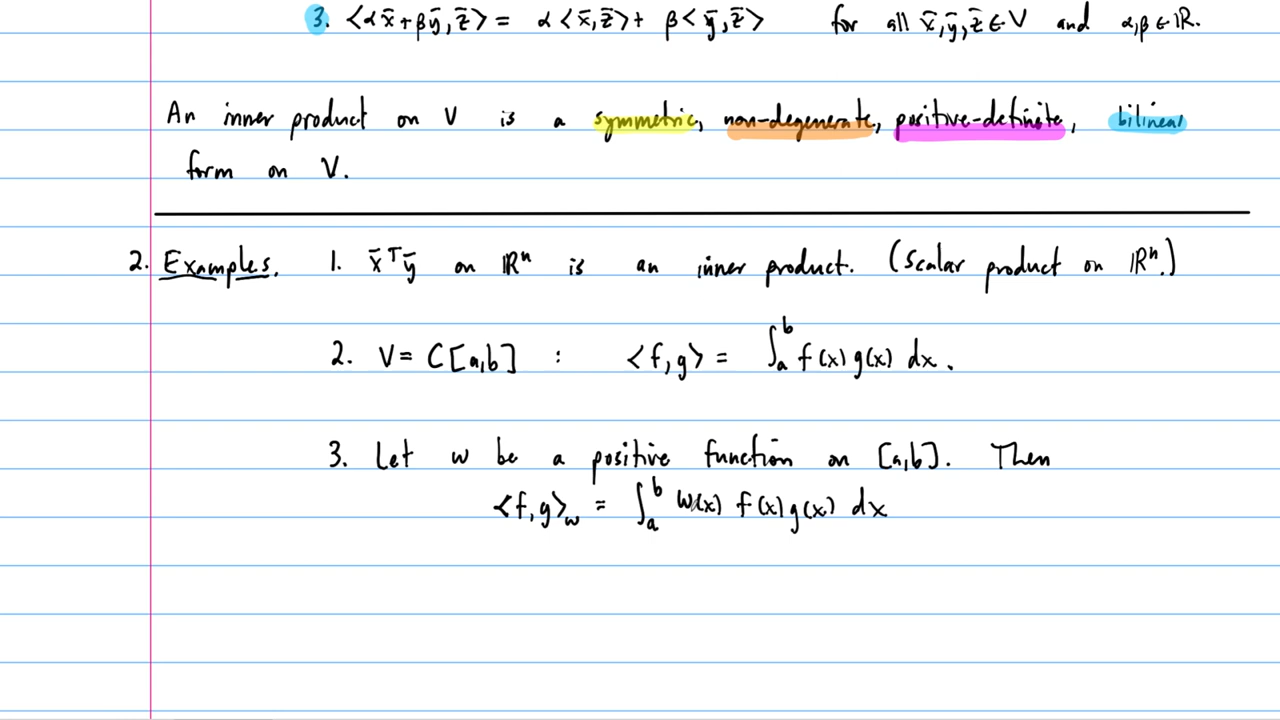 3. <αx̄+βȳ, z̄> = α<x̄,z̄>+ β<ȳ,z̄> for all x̄,ȳ,z̄∈V and α,β∈ℝ.
An inner product on V is a symmetric, non-degenerate, positive-definite, bilinear
form on V.
2. Examples. 1. x̄ᵀȳ on ℝⁿ is an inner product. (Scalar product on ℝⁿ.)
2. V= C[a,b] : <f,g> = ∫ₐᵇ f(x)g(x) dx.
3. Let w be a positive function on [a,b]. Then
<f,g>_w = ∫ₐᵇ w(x) f(x)g(x) dx